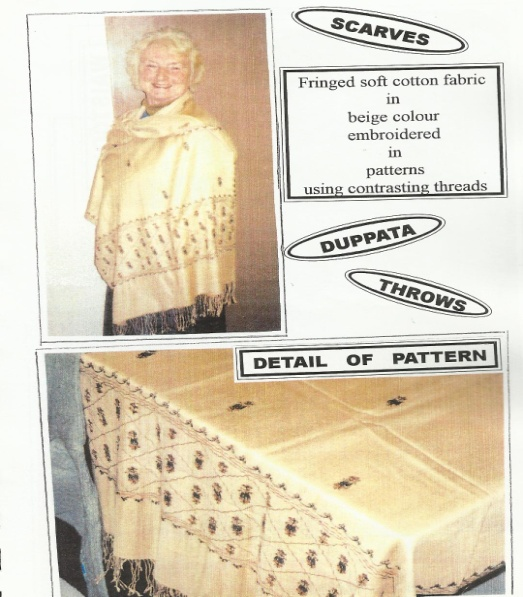 SCARVES
Fringed soft cotton fabric
in
beige colour
embroidered
in
patterns
using contrasting threads
DUPPATA
THROWS
DETAIL OF PATTERN